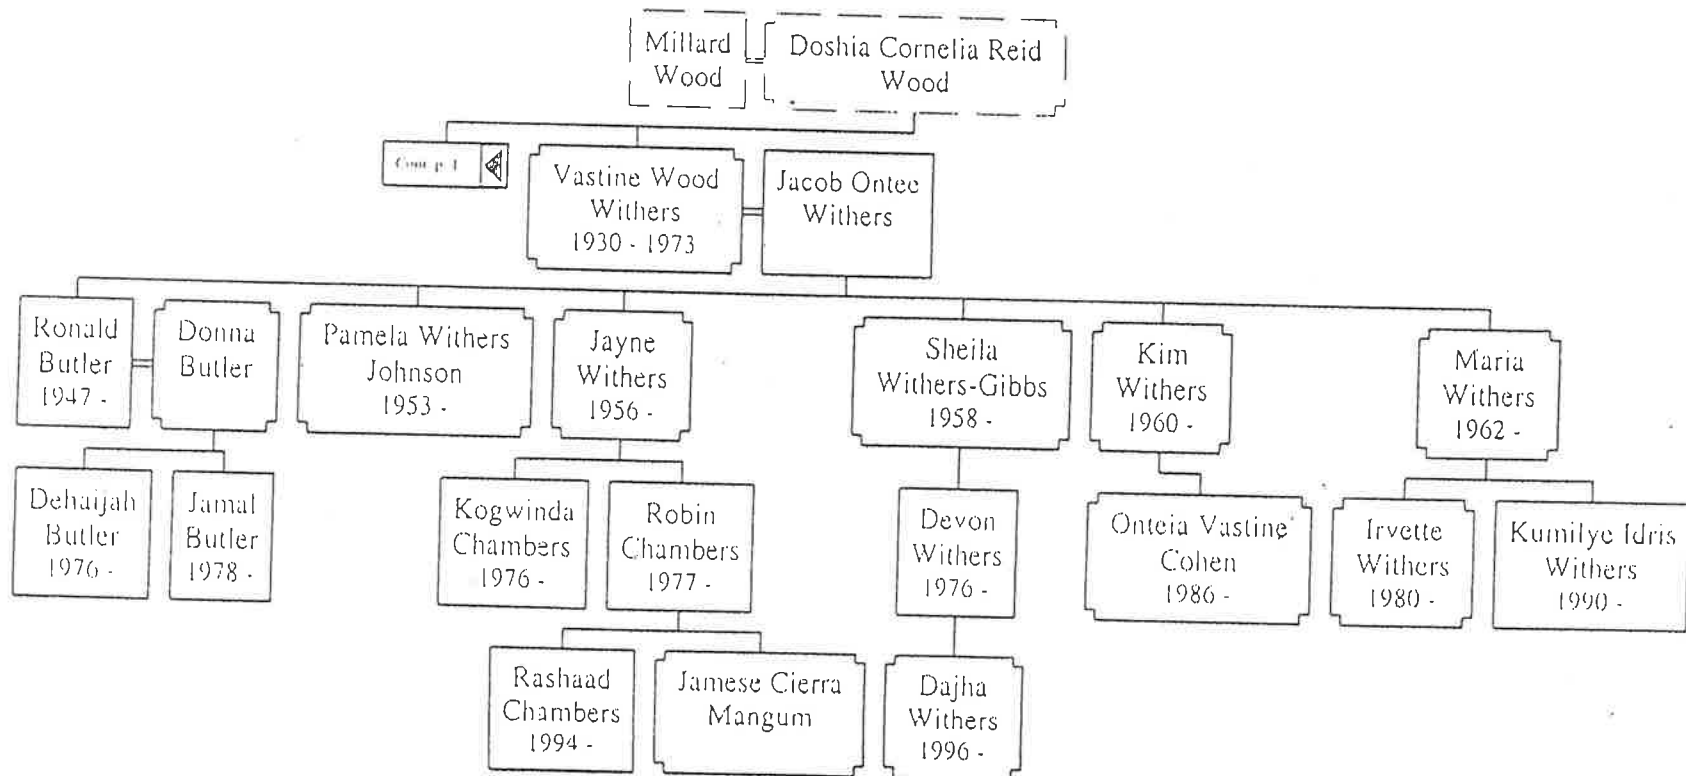 Millard
Wood
Doshia Cornelia Reid
Wood
Cont. p. 1
Vastine Wood
Withers
1930 - 1973
Jacob Ontee
Withers
Ronald
Butler
1947 -
Donna
Butler
Pamela Withers
Johnson
1953 -
Jayne
Withers
1956 -
Sheila
Withers-Gibbs
1958 -
Kim
Withers
1960 -
Maria
Withers
1962 -
Dehaijah
Butler
1976 -
Jamal
Butler
1978 -
Kogwinda
Chambers
1976 -
Robin
Chambers
1977 -
Devon
Withers
1976 -
Onteia Vastine
Cohen
1986 -
Irvette
Withers
1980 -
Kumilye Idris
Withers
1990 -
Rashaad
Chambers
1994 -
Jamese Cierra
Mangum
Dajha
Withers
1996 -